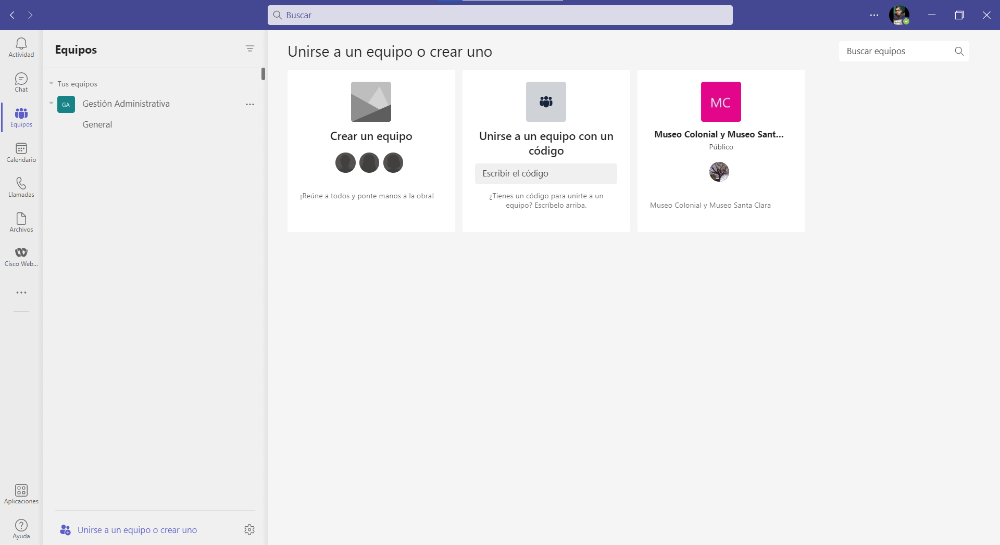 Buscar
Actividad
Chat
Equipos
Calendario
Llamadas
Archivos
Cisco Web...
Aplicaciones
Ayuda
Equipos
Tus equipos
GA Gestión Administrativa
General
Unirse a un equipo o crear uno
Unirse a un equipo o crear uno
Buscar equipos
Crear un equipo
¡Reúne a todos y ponte manos a la obra!
Unirse a un equipo con un
código
Escribir el código
¿Tienes un código para unirte a un
equipo? Escríbelo arriba.
MC
Museo Colonial y Museo Sant...
Público
Museo Colonial y Museo Santa Clara